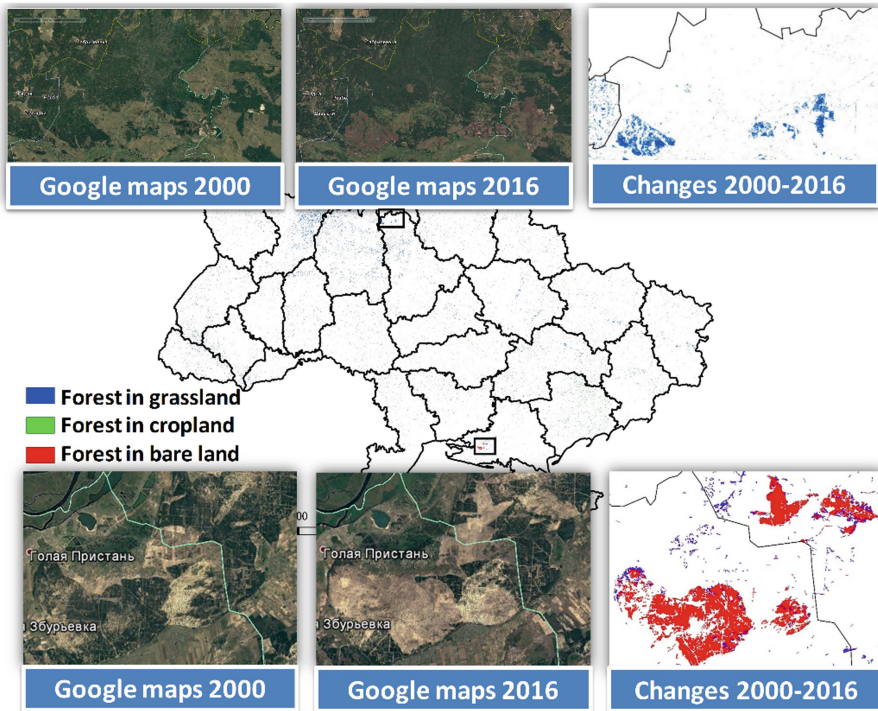 Google maps 2000
Google maps 2016
Changes 2000-2016
Forest in grassland
Forest in cropland
Forest in bare land
00
Голая Пристань
я Збурьевка
Голая Пристань
я Збурьевка
Google maps 2000
Google maps 2016
Changes 2000-2016